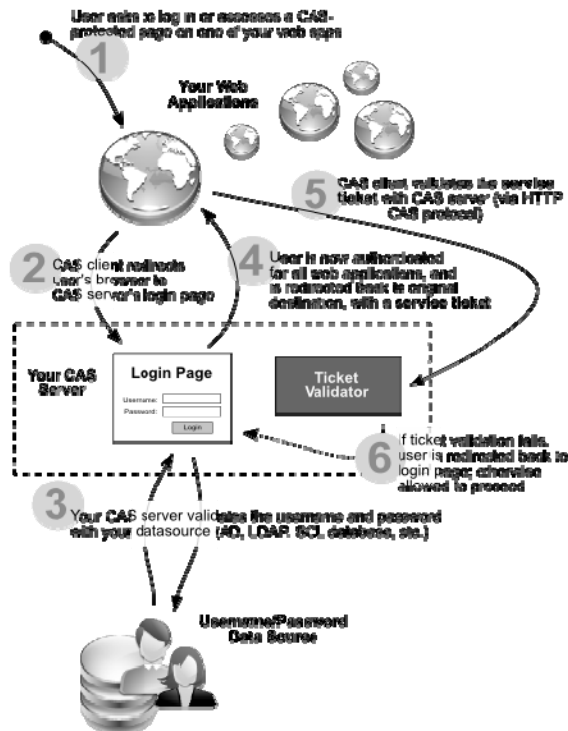 User asks to log in or accesses a CAS-
protected page on one of your web apps
1
Your Web
Applications
5
CAS client validates the service
ticket with CAS server (via HTTP
CAS protocol)
2
CAS client redirects
user's browser to
CAS server's login page
4
User is now authenticated
for all web applications, and
is redirected back to original
destination, with a service ticket
Your CAS
Server
Login Page
Username:
Password:
Login
Ticket
Validator
6
If ticket validation fails,
user is redirected back to
login page; otherwise
allowed to proceed
3
Your CAS server validates the username and password
with your datasource (AD, LDAP, SQL database, etc.)
Username/Password
Data Source